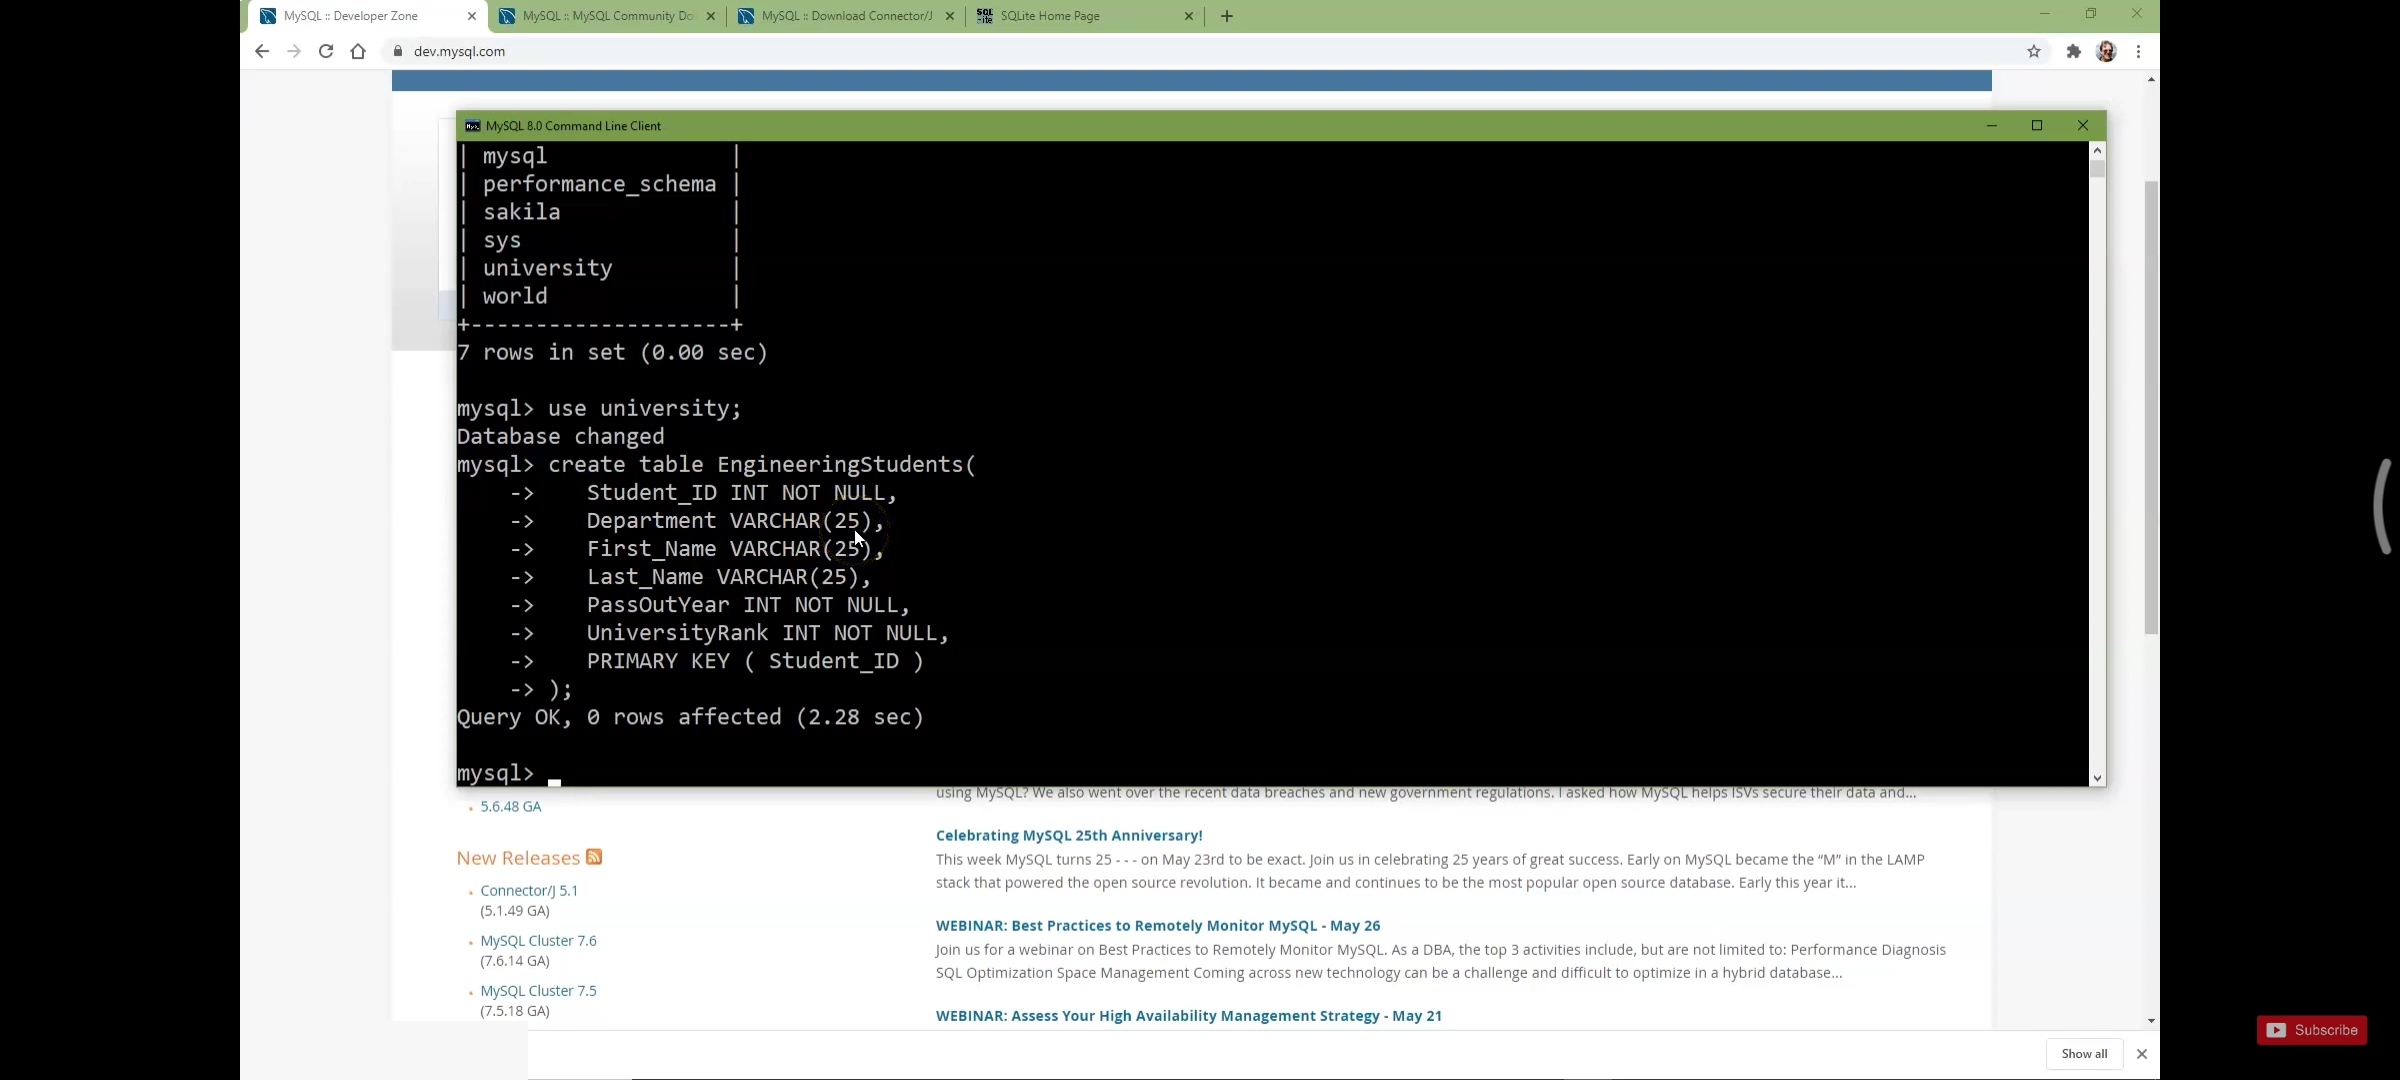 MySQL :: Developer Zone
MySQL :: MySQL Community Do
MySQL :: Download Connector/J
SQLite Home Page
dev.mysql.com
MySQL 8.0 Command Line Client
| mysql |
| performance_schema |
| sakila |
| sys |
| university |
| world |
+--------------------+
7 rows in set (0.00 sec)
mysql> use university;
Database changed
mysql> create table EngineeringStudents(
-> Student_ID INT NOT NULL,
-> Department VARCHAR(25),
-> First_Name VARCHAR(25),
-> Last_Name VARCHAR(25),
-> PassOutYear INT NOT NULL,
-> UniversityRank INT NOT NULL,
-> PRIMARY KEY ( Student_ID )
-> );
Query OK, 0 rows affected (2.28 sec)
mysql>
5.6.48 GA
New Releases
Connector/J 5.1
(5.1.49 GA)
MySQL Cluster 7.6
(7.6.14 GA)
MySQL Cluster 7.5
(7.5.18 GA)
using MySQL? We also went over the recent data breaches and new government regulations. I asked how MySQL helps ISVs secure their data and...
Celebrating MySQL 25th Anniversary!
This week MySQL turns 25 - - - on May 23rd to be exact. Join us in celebrating 25 years of great success. Early on MySQL became the “M” in the LAMP
stack that powered the open source revolution. It became and continues to be the most popular open source database. Early this year it...
WEBINAR: Best Practices to Remotely Monitor MySQL - May 26
Join us for a webinar on Best Practices to Remotely Monitor MySQL. As a DBA, the top 3 activities include, but are not limited to: Performance Diagnosis
SQL Optimization Space Management Coming across new technology can be a challenge and difficult to optimize in a hybrid database...
WEBINAR: Assess Your High Availability Management Strategy - May 21
Show all
Subscribe